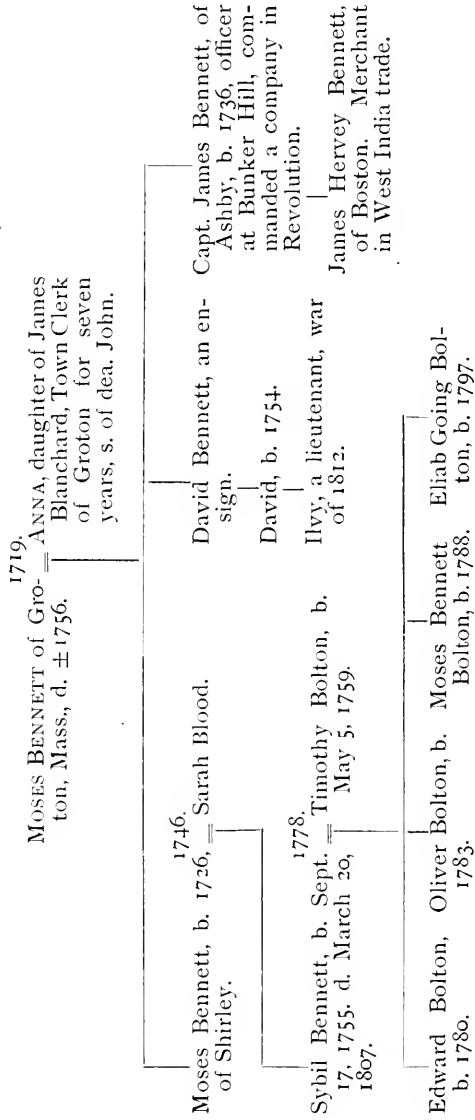 1719.
MOSES BENNETT of Gro- = ANNA, daughter of James
ton, Mass., d. ± 1756.
Blanchard, Town Clerk
of Groton for seven
years, s. of dea. John.
1746.
Moses Bennett, b. 1726, = Sarah Blood.
of Shirley.
David Bennett, an en-
sign.
David, b. 1754.
Ilvy, a lieutenant, war
of 1812.
Capt. James Bennett, of
Ashby, b. 1736, officer
at Bunker Hill, com-
manded a company in
Revolution.
James Hervey Bennett,
of Boston. Merchant
in West India trade.
1778.
Sybil Bennett, b. Sept. = Timothy Bolton, b.
17, 1755. d. March 20,
1807.
May 5, 1759.
Edward Bolton,
b. 1780.
Oliver Bolton, b.
1783.
Moses Bennett
Bolton, b. 1788.
Eliab Going Bol-
ton, b. 1797.